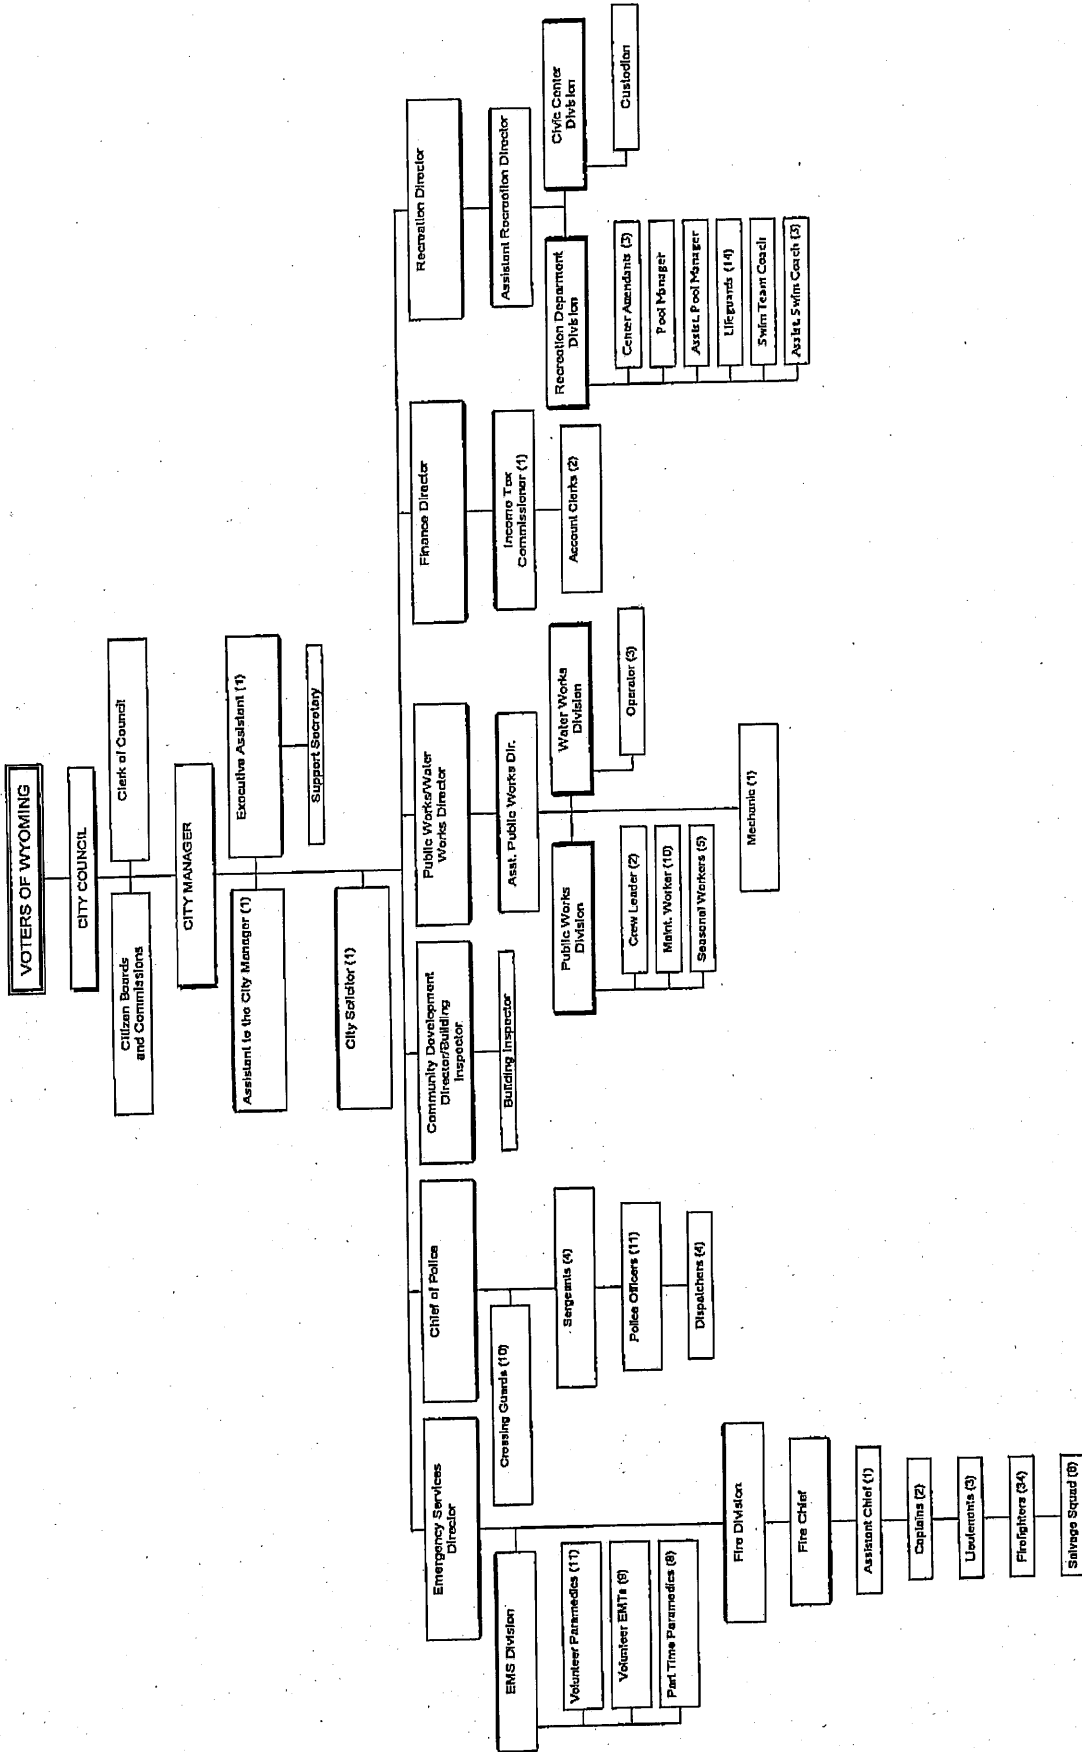 VOTERS OF WYOMING
CITY COUNCIL
Citizen Boards
and Commissions
Clerk of Council
CITY MANAGER
Assistant to the City Manager (1)
Executive Assistant (1)
Support Secretary
City Solicitor (1)
Emergency Services
Director
EMS Division
Volunteer Paramedics (11)
Volunteer EMTs (9)
Part Time Paramedics (8)
Fire Division
Fire Chief
Assistant Chief (1)
Captains (2)
Lieutenants (3)
Firefighters (34)
Salvage Squad
Chief of Police
Crossing Guards (10)
Sergeants (4)
Police Officers (11)
Dispatchers (4)
Community Development
Director/Building
Inspector
Building Inspector
Public Works/Water
Works Director
Asst. Public Works Dir.
Public Works
Division
Crew Leader (2)
Maint. Worker (10)
Seasonal Workers (5)
Water Works
Division
Operator (3)
Mechanic (1)
Finance Director
Income Tax
Commissioner (1)
Account Clerks (2)
Recreation Director
Assistant Recreation Director
Recreation Department
Division
Center Attendants (3)
Pool Manager
Assist. Pool Manager
Lifeguards (14)
Swim Team Coach
Assist. Swim Coach (3)
Civic Center
Division
Custodian